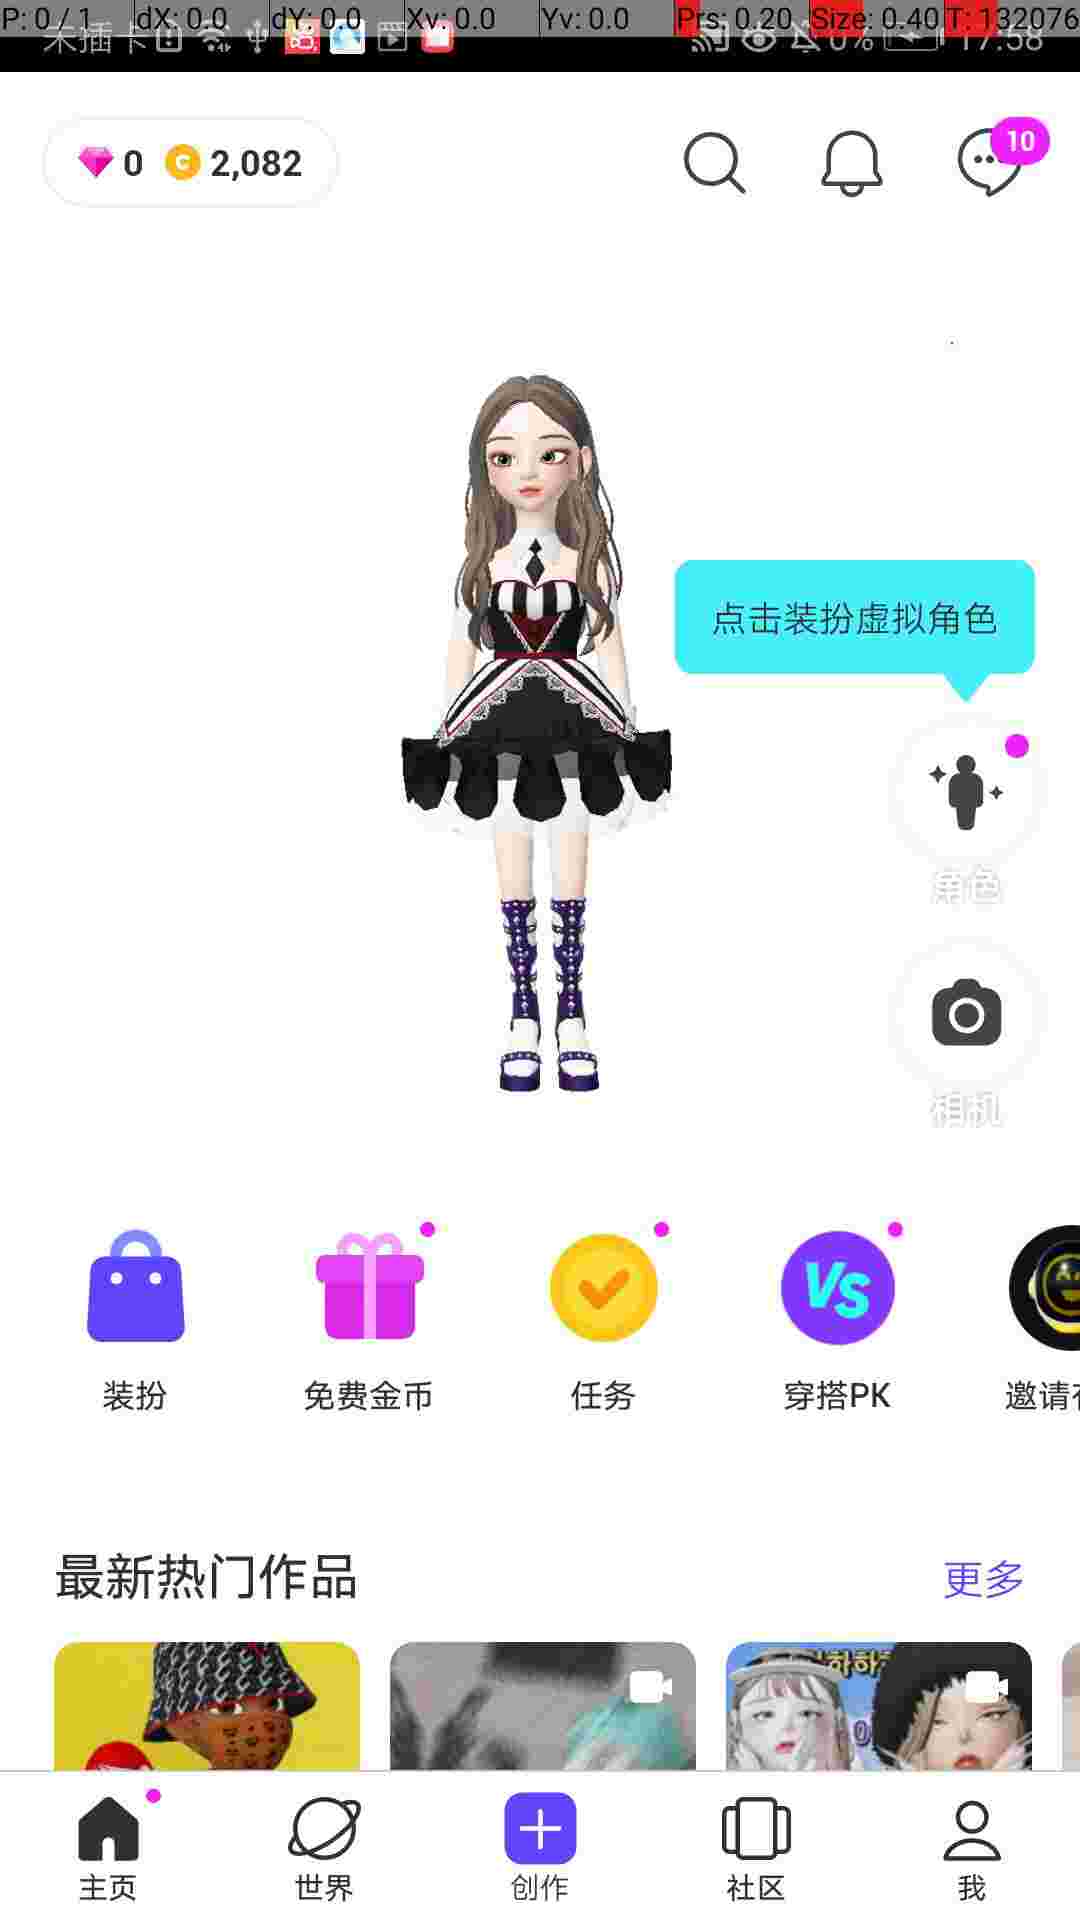 P: 0 / 1 dX: 0.0 dY: 0.0 Xv: 0.0 Yv: 0.0 Prs: 0.20 Size: 0.40 T: 132076
未插卡 0% 17:58
0 2,082 10
点击装扮虚拟角色
角色
相机
装扮 免费金币 任务 穿搭PK 邀请
最新热门作品 更多
主页 世界 创作 社区 我